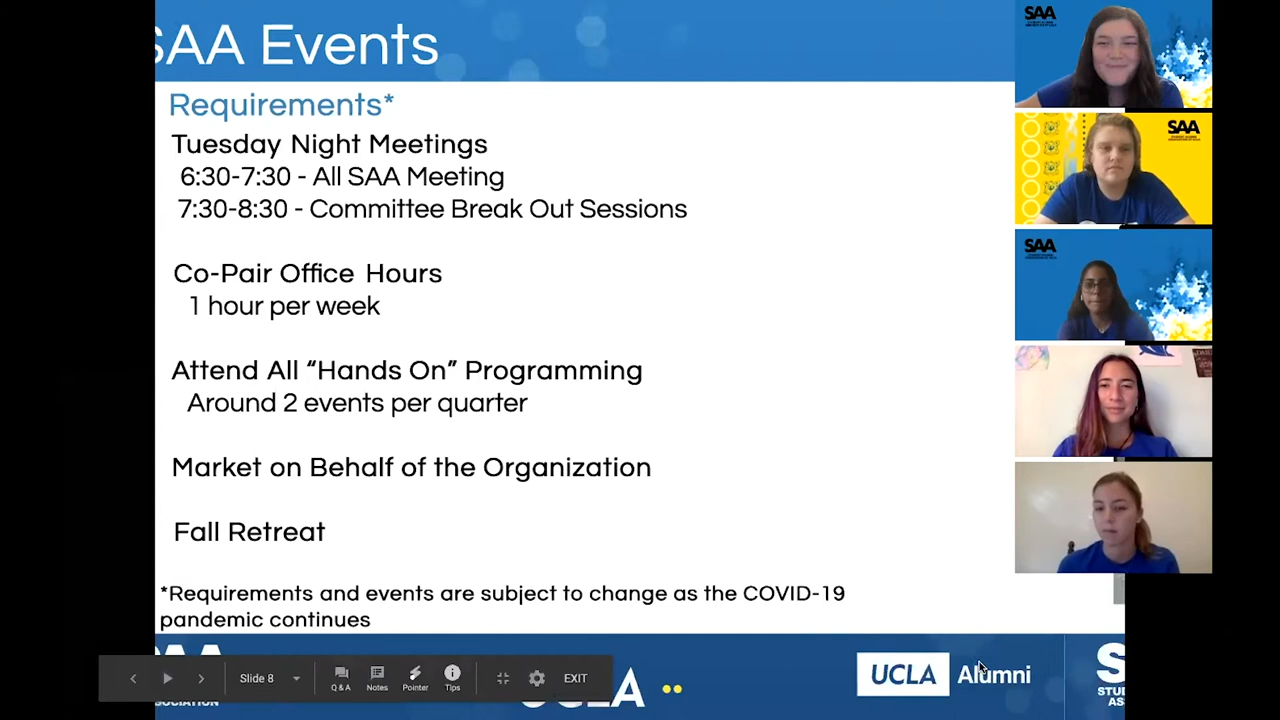 SAA Events
Requirements*
Tuesday Night Meetings
6:30-7:30 - All SAA Meeting
7:30-8:30 - Committee Break Out Sessions
Co-Pair Office Hours
1 hour per week
Attend All “Hands On” Programming
Around 2 events per quarter
Market on Behalf of the Organization
Fall Retreat
*Requirements and events are subject to change as the COVID-19
pandemic continues
SAA
SAA
SAA
Slide 8
Q & A
Notes
Pointer
Tips
EXIT
UCLA
UCLA Alumni